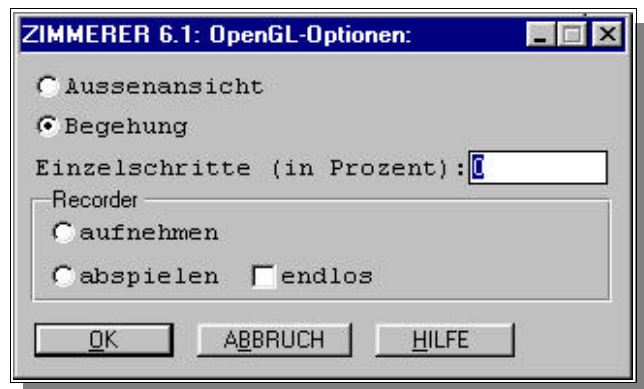 ZIMMERER 6.1: OpenGL-Optionen:
Aussenansicht
Begehung
Einzelschritte (in Prozent): 0
Recorder
aufnehmen
abspielen endlos
OK ABBRUCH HILFE